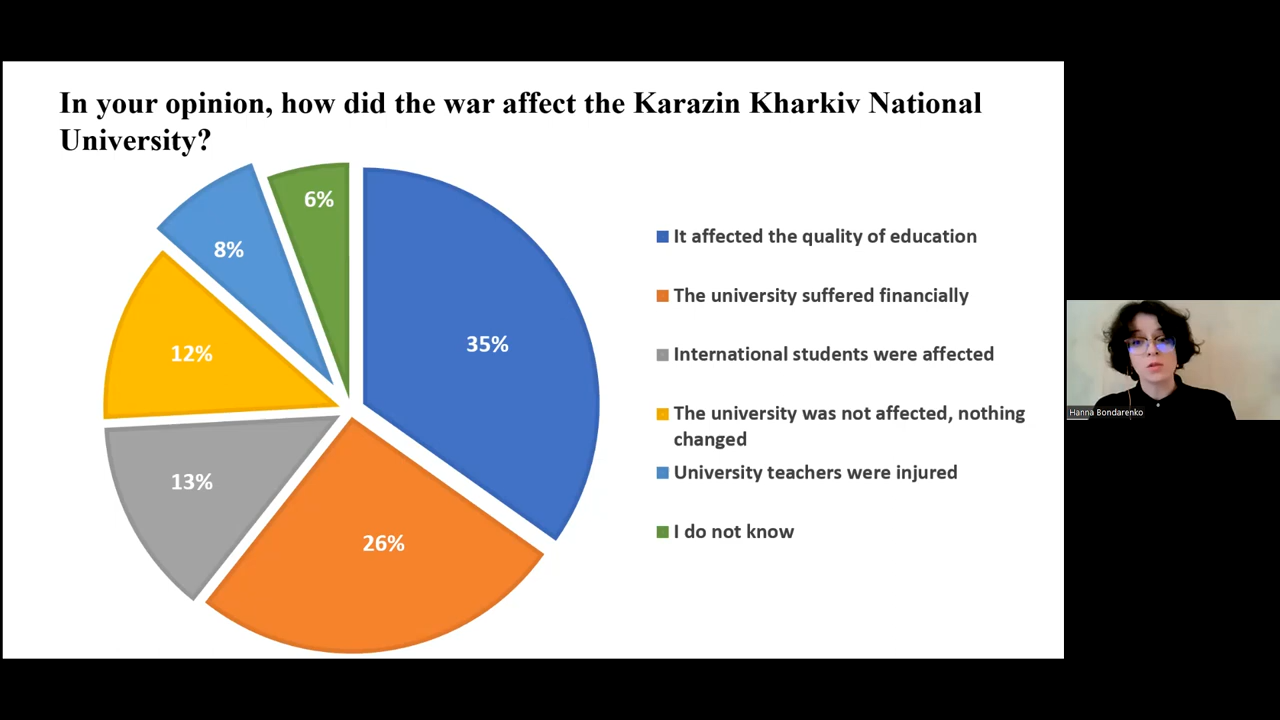 In your opinion, how did the war affect the Karazin Kharkiv National
University?
6%
8%
35%
12%
13%
26%
It affected the quality of education
The university suffered financially
International students were affected
The university was not affected, nothing
changed
University teachers were injured
I do not know
Hanna Bondarenko